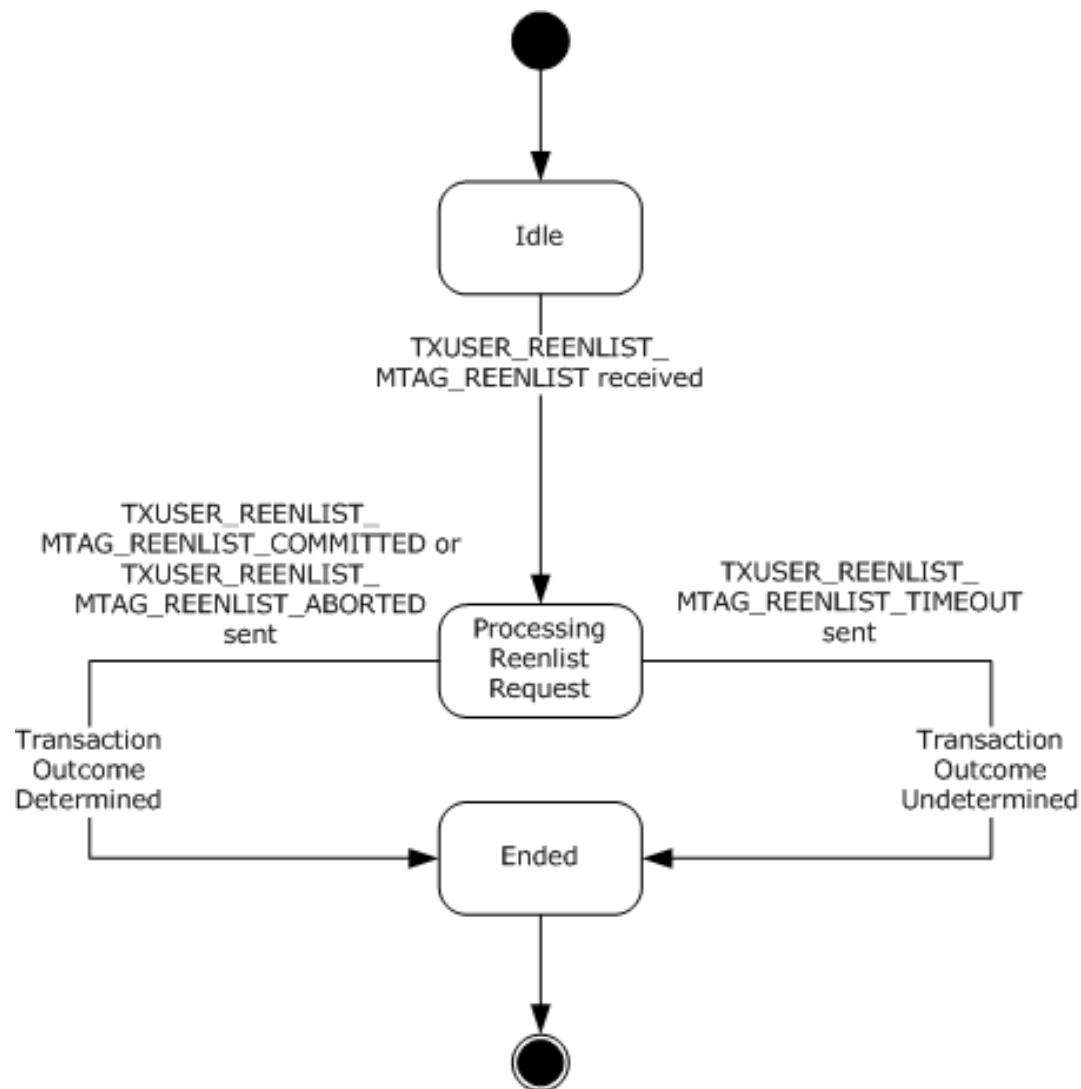 Idle
TXUSER_REENLIST_
MTAG_REENLIST received
TXUSER_REENLIST_
MTAG_REENLIST_COMMITTED or
TXUSER_REENLIST_
MTAG_REENLIST_ABORTED
sent
TXUSER_REENLIST_
MTAG_REENLIST_TIMEOUT
sent
Processing
Reenlist
Request
Transaction
Outcome
Determined
Transaction
Outcome
Undetermined
Ended